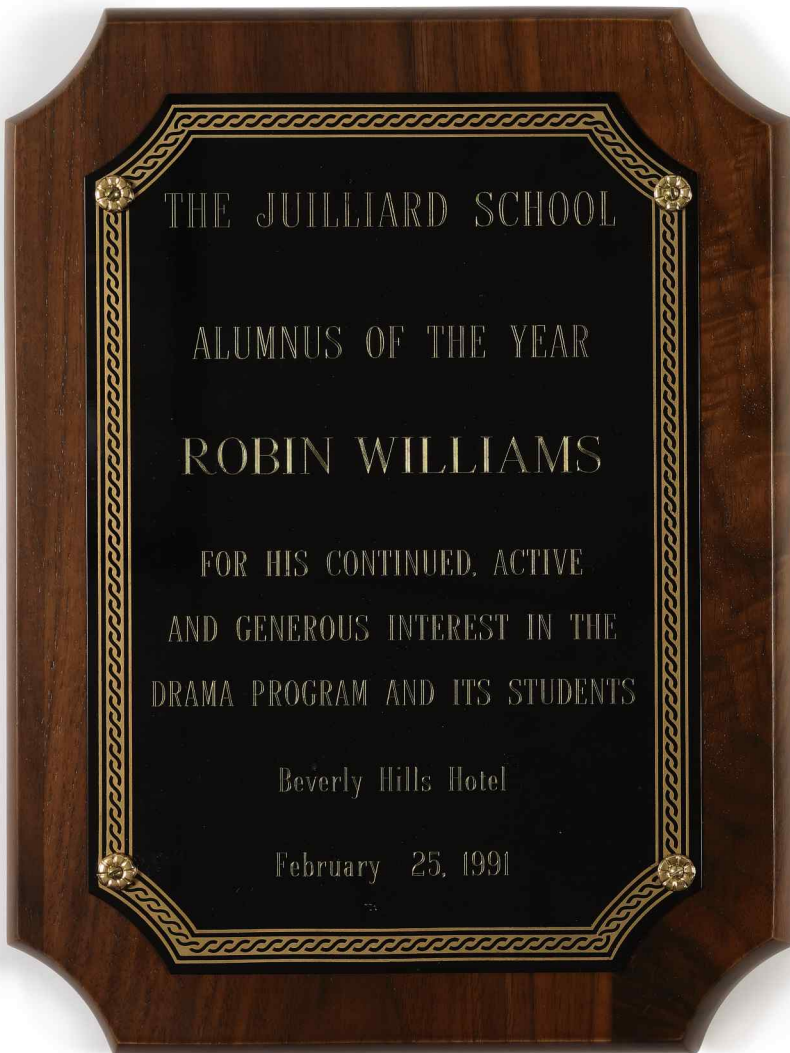 THE JUILLIARD SCHOOL
ALUMNUS OF THE YEAR
ROBIN WILLIAMS
FOR HIS CONTINUED, ACTIVE
AND GENEROUS INTEREST IN THE
DRAMA PROGRAM AND ITS STUDENTS
Beverly Hills Hotel
February 25, 1991